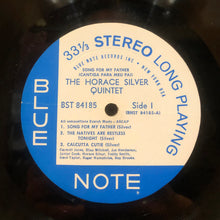 33⅓ STEREO LONG PLAYING
BLUE NOTE RECORDS INC • NEW YORK USA
SONG FOR MY FATHER
(CANTIGA PARA MEU PAI)
THE HORACE SILVER
QUINTET
BST 84185
Side 1
(BNST 84185-A)
All compositions Ecaroh Music - ASCAP
1. SONG FOR MY FATHER (Silver)
2. THE NATIVES ARE RESTLESS
TONIGHT (Silver)
3. CALCUTTA CUTIE (Silver)
BLUE
NOTE